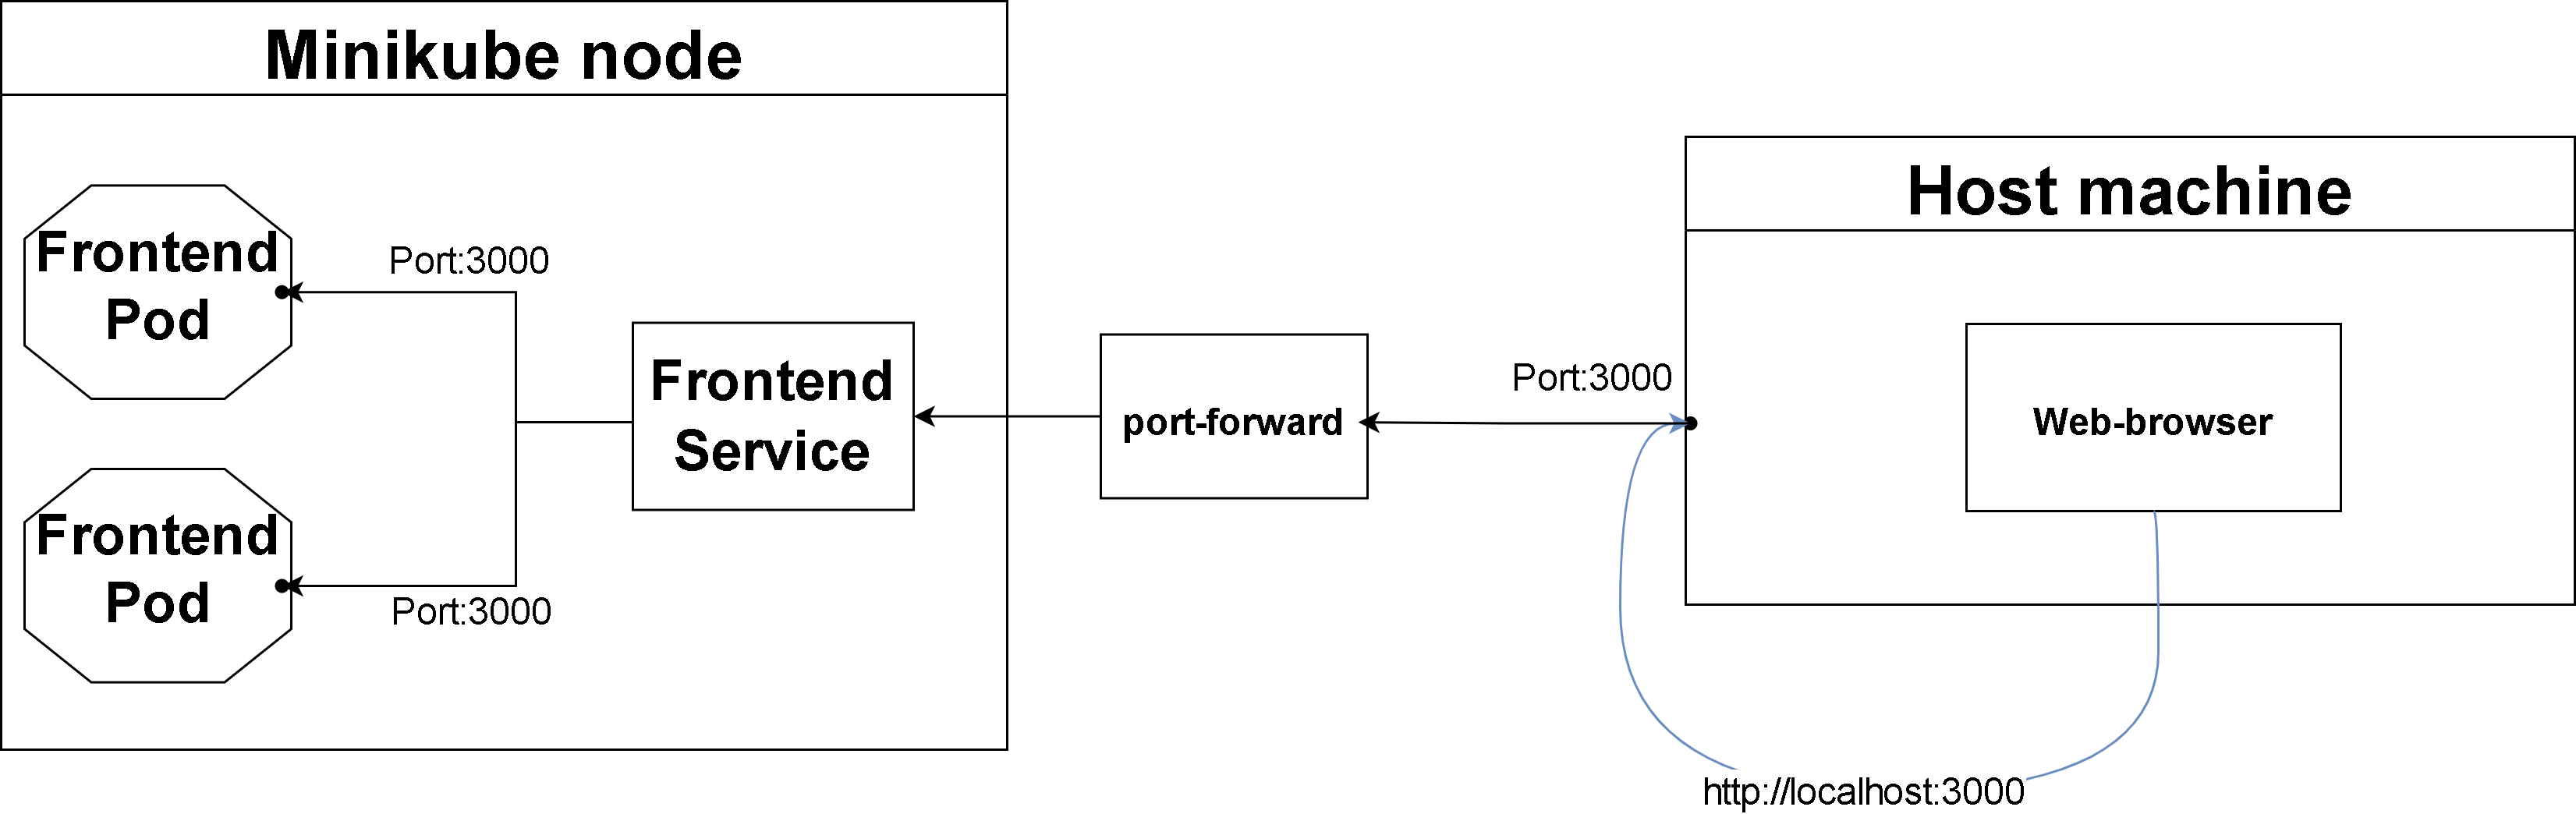 Minikube node
Host machine
Frontend
Pod
Port:3000
Frontend
Service
port-forward
Port:3000
Web-browser
Frontend
Pod
Port:3000
http://localhost:3000